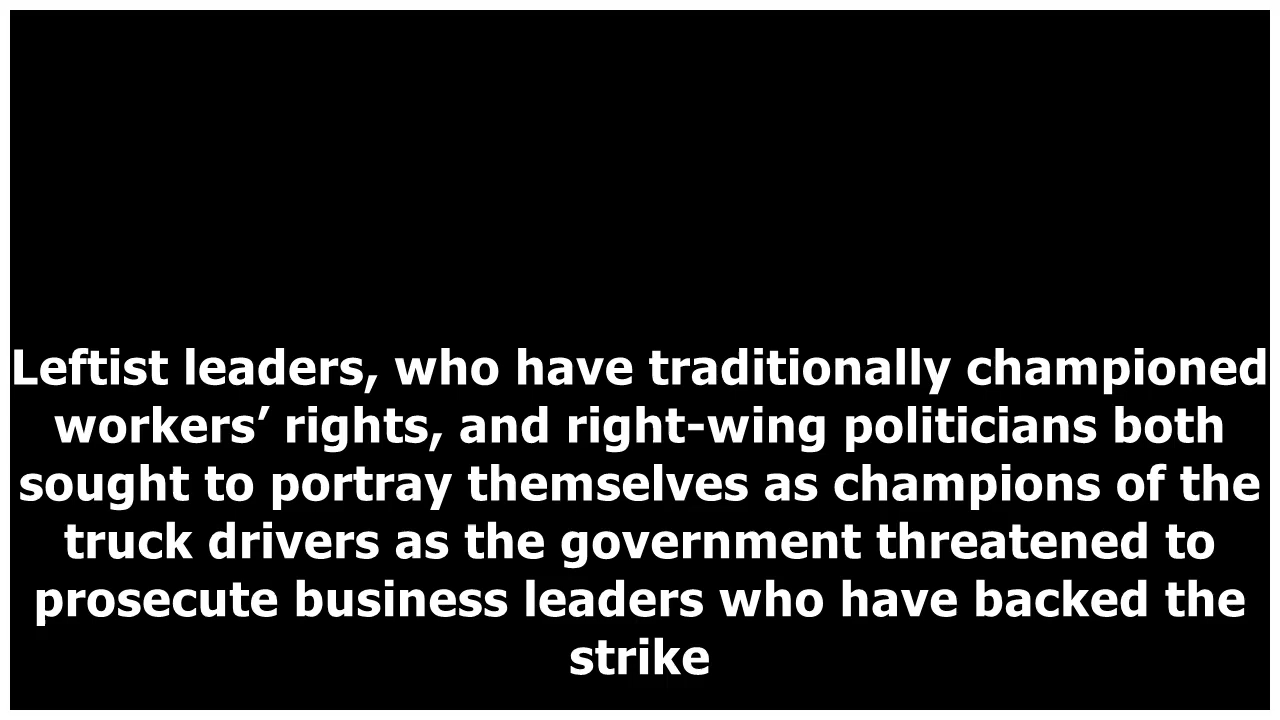 Leftist leaders, who have traditionally championed
workers’ rights, and right-wing politicians both
sought to portray themselves as champions of the
truck drivers as the government threatened to
prosecute business leaders who have backed the
strike